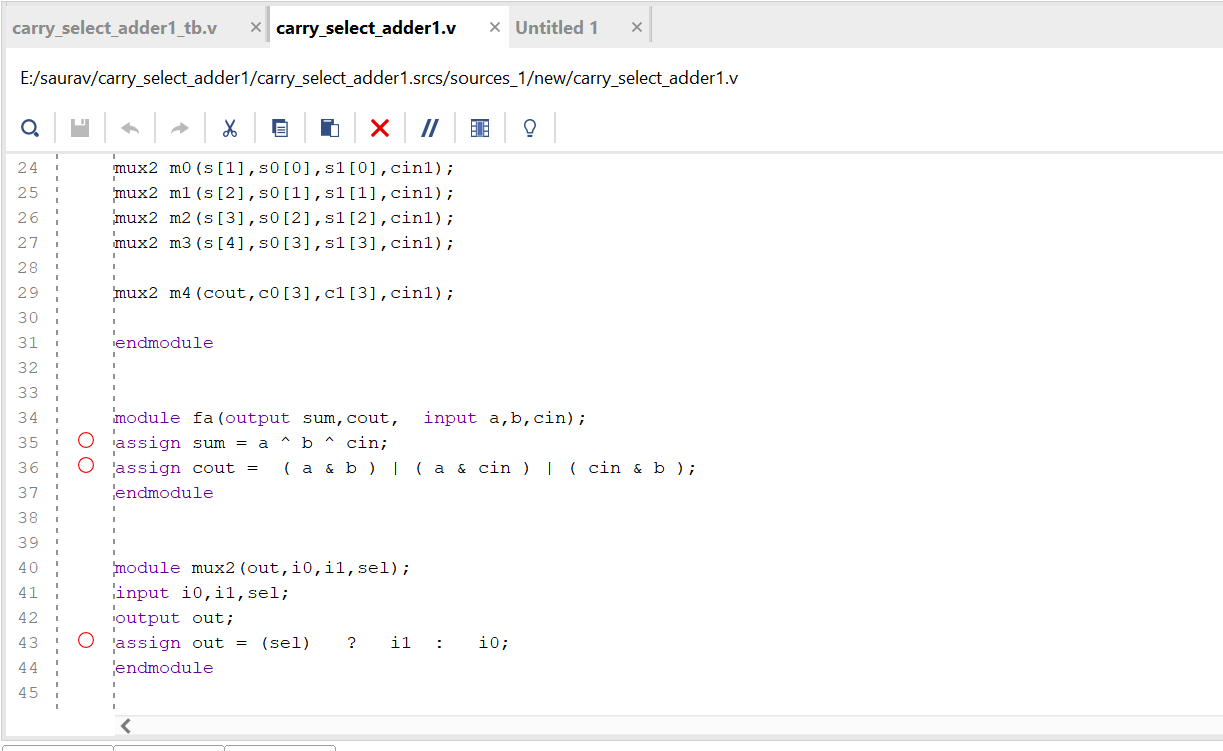 carry_select_adder1_tb.v × carry_select_adder1.v × Untitled 1 ×
E:/saurav/carry_select_adder1/carry_select_adder1.srcs/sources_1/new/carry_select_adder1.v
24 mux2 m0(s[1],s0[0],s1[0],cin1);
25 mux2 m1(s[2],s0[1],s1[1],cin1);
26 mux2 m2(s[3],s0[2],s1[2],cin1);
27 mux2 m3(s[4],s0[3],s1[3],cin1);
28
29 mux2 m4(cout,c0[3],c1[3],cin1);
30
31 endmodule
32
33
34 module fa(output sum,cout,  input a,b,cin);
35 assign sum = a ^ b ^ cin;
36 assign cout =  ( a & b ) | ( a & cin ) | ( cin & b );
37 endmodule
38
39
40 module mux2(out,i0,i1,sel);
41 input i0,i1,sel;
42 output out;
43 assign out = (sel)   ?   i1  :   i0;
44 endmodule
45